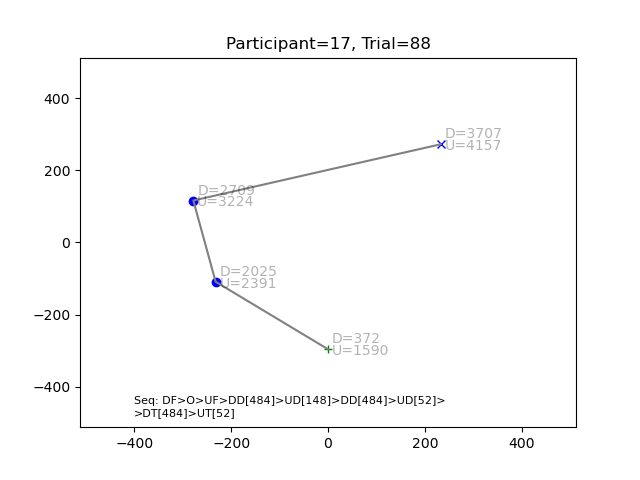 Participant=17, Trial=88
400
200
0
−200
−400
D=3707
U=4157
D=2709
U=3224
D=2025
U=2391
D=372
U=1590
Seq: DF>O>UF>DD[484]>UD[148]>DD[484]>UD[52]>
>DT[484]>UT[52]
−400 −200 0 200 400